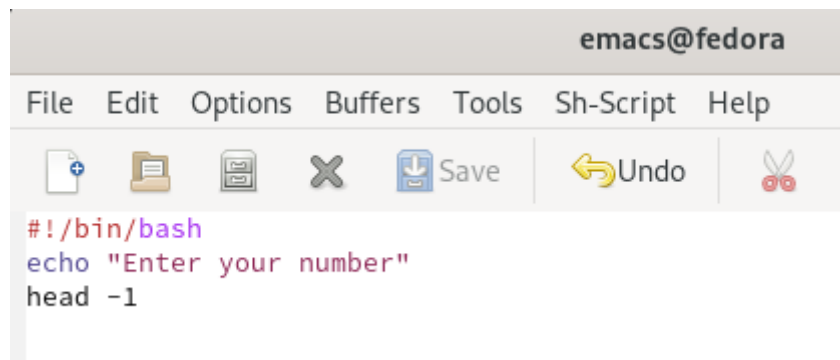 emacs@fedora
File Edit Options Buffers Tools Sh-Script Help
Save Undo
#!/bin/bash
echo "Enter your number"
head -1